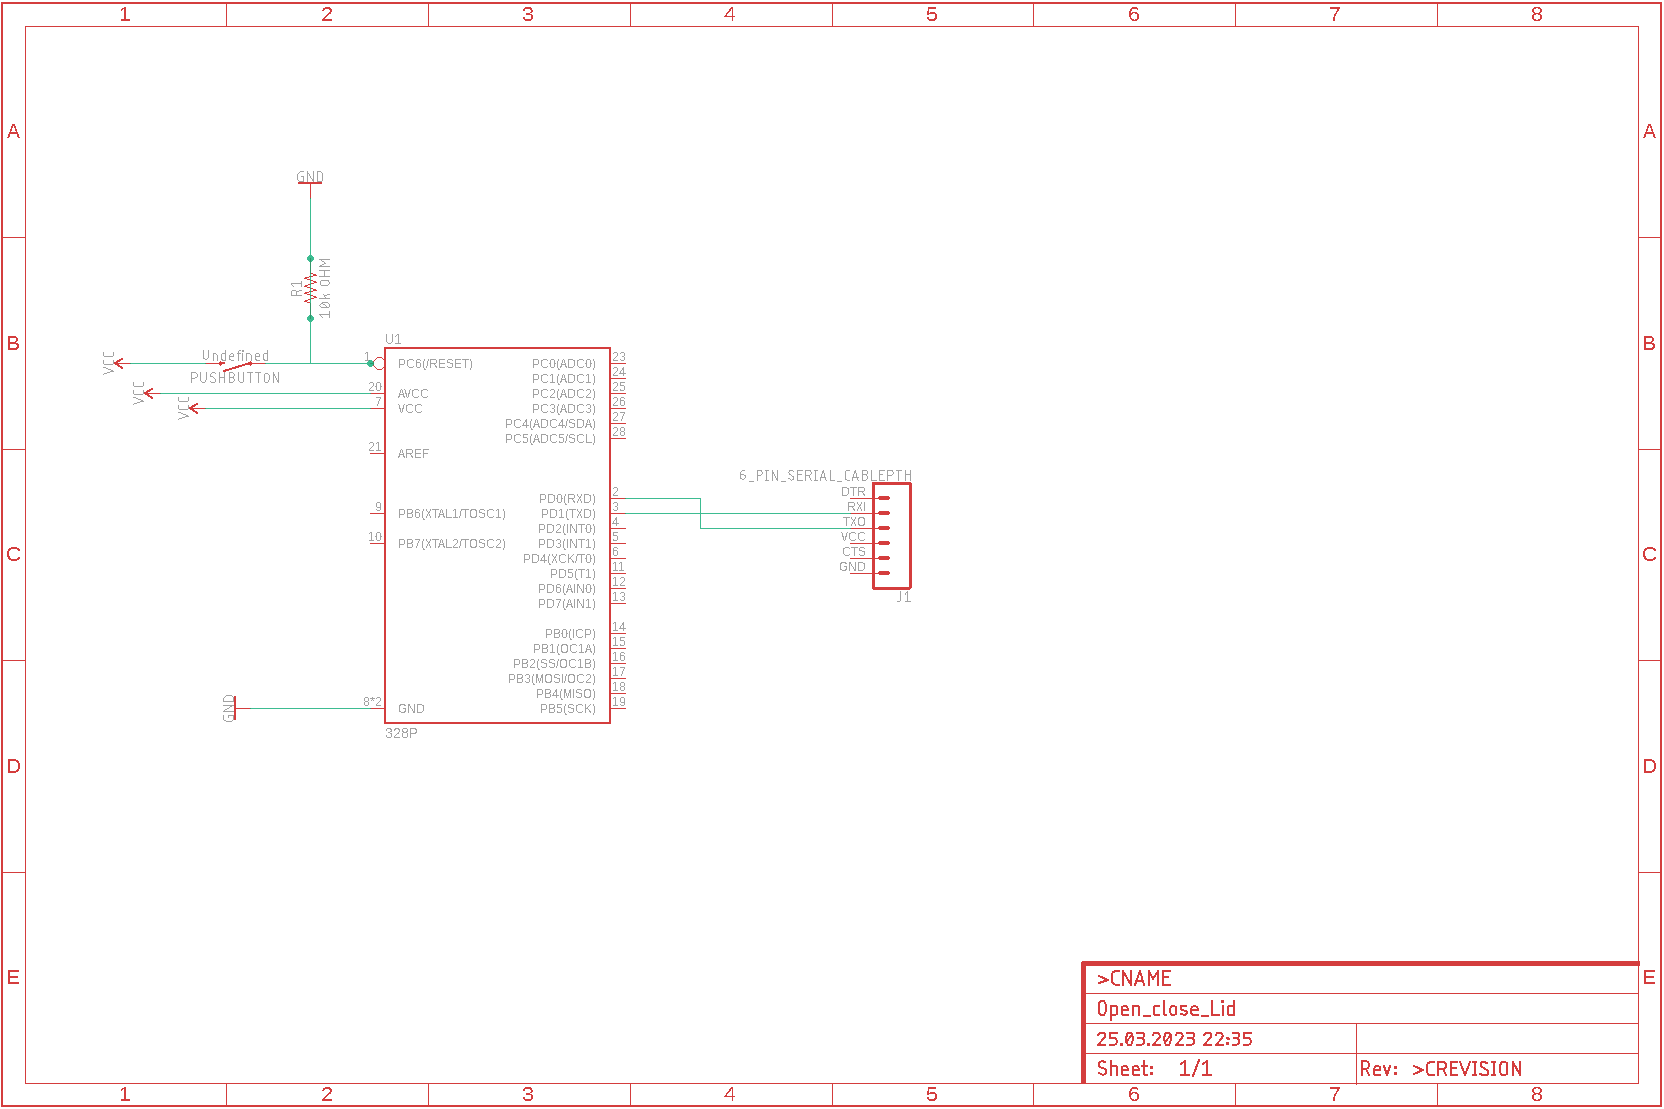 1 2 3 4 5 6 7 8
A A
GND
R1
10k OHM
B B
U1
VCC
Undefined
PUSHBUTTON
1 PC6(/RESET) PC0(ADC0) 23
PC1(ADC1) 24
VCC
20 AVCC PC2(ADC2) 25
VCC
7 VCC PC3(ADC3) 26
PC4(ADC4/SDA) 27
PC5(ADC5/SCL) 28
21 AREF
6_PIN_SERIAL_CABLEPTH
PD0(RXD) 2 DTR
9 PB6(XTAL1/TOSC1) PD1(TXD) 3 RXI
PD2(INT0) 4 TXO
10 PB7(XTAL2/TOSC2) PD3(INT1) 5 VCC
C C
PD4(XCK/T0) 6 CTS
PD5(T1) 11 GND
PD6(AIN0) 12
PD7(AIN1) 13
J1
PB0(ICP) 14
PB1(OC1A) 15
PB2(SS/OC1B) 16
PB3(MOSI/OC2) 17
PB4(MISO) 18
GND
8*2 GND PB5(SCK) 19
328P
D D
E E
>CNAME
Open_close_Lid
25.03.2023 22:35
Sheet: 1/1 Rev: >CREVISION
1 2 3 4 5 6 7 8